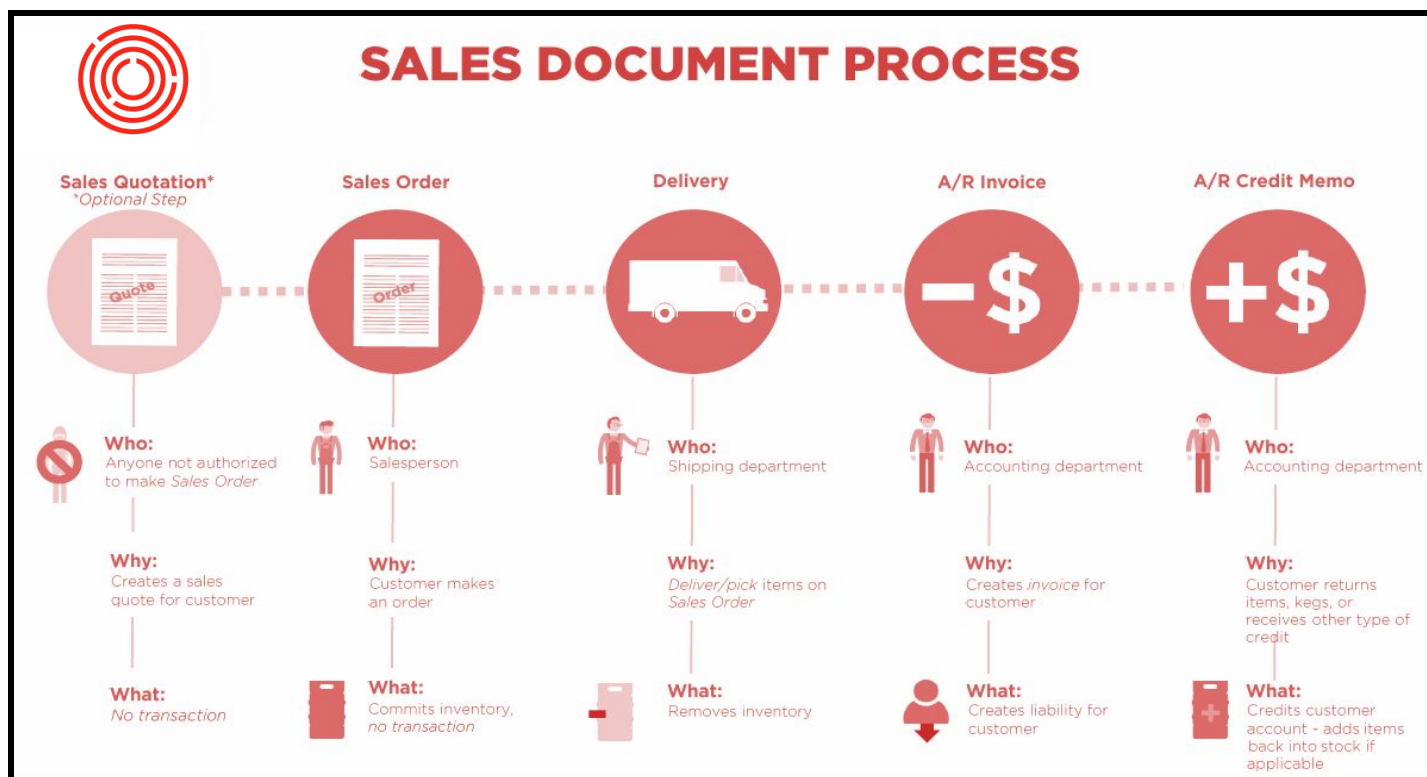 SALES DOCUMENT PROCESS
Sales Quotation*
*Optional Step
Quote
Who:
Anyone not authorized
to make Sales Order
Why:
Creates a sales
quote for customer
What:
No transaction
Sales Order
Order
Who:
Salesperson
Why:
Customer makes
an order
What:
Commits inventory,
no transaction
Delivery
Who:
Shipping department
Why:
Deliver/pick items on
Sales Order
What:
Removes inventory
A/R Invoice
-$
Who:
Accounting department
Why:
Creates invoice for
customer
What:
Creates liability for
customer
A/R Credit Memo
+$
Who:
Accounting department
Why:
Customer returns
items, kegs, or
receives other type of
credit
What:
Credits customer
account - adds items
back into stock if
applicable